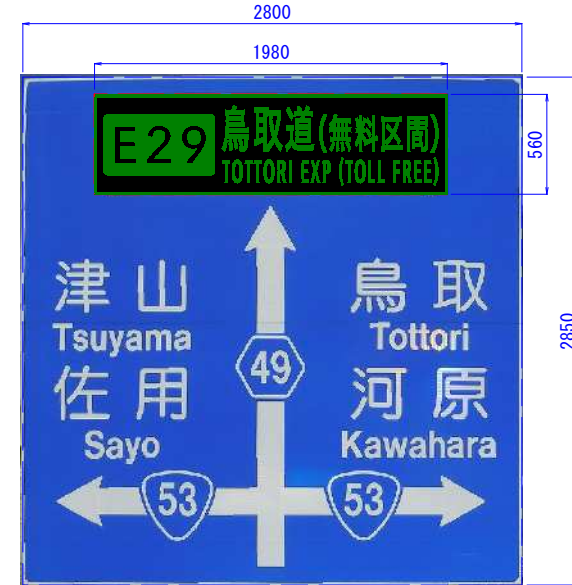 2800
1980
E29 鳥取道(無料区間)
TOTTORI EXP (TOLL FREE)
560
2850
津山
Tsuyama
佐用
Sayo
49
鳥取
Tottori
河原
Kawahara
53
53